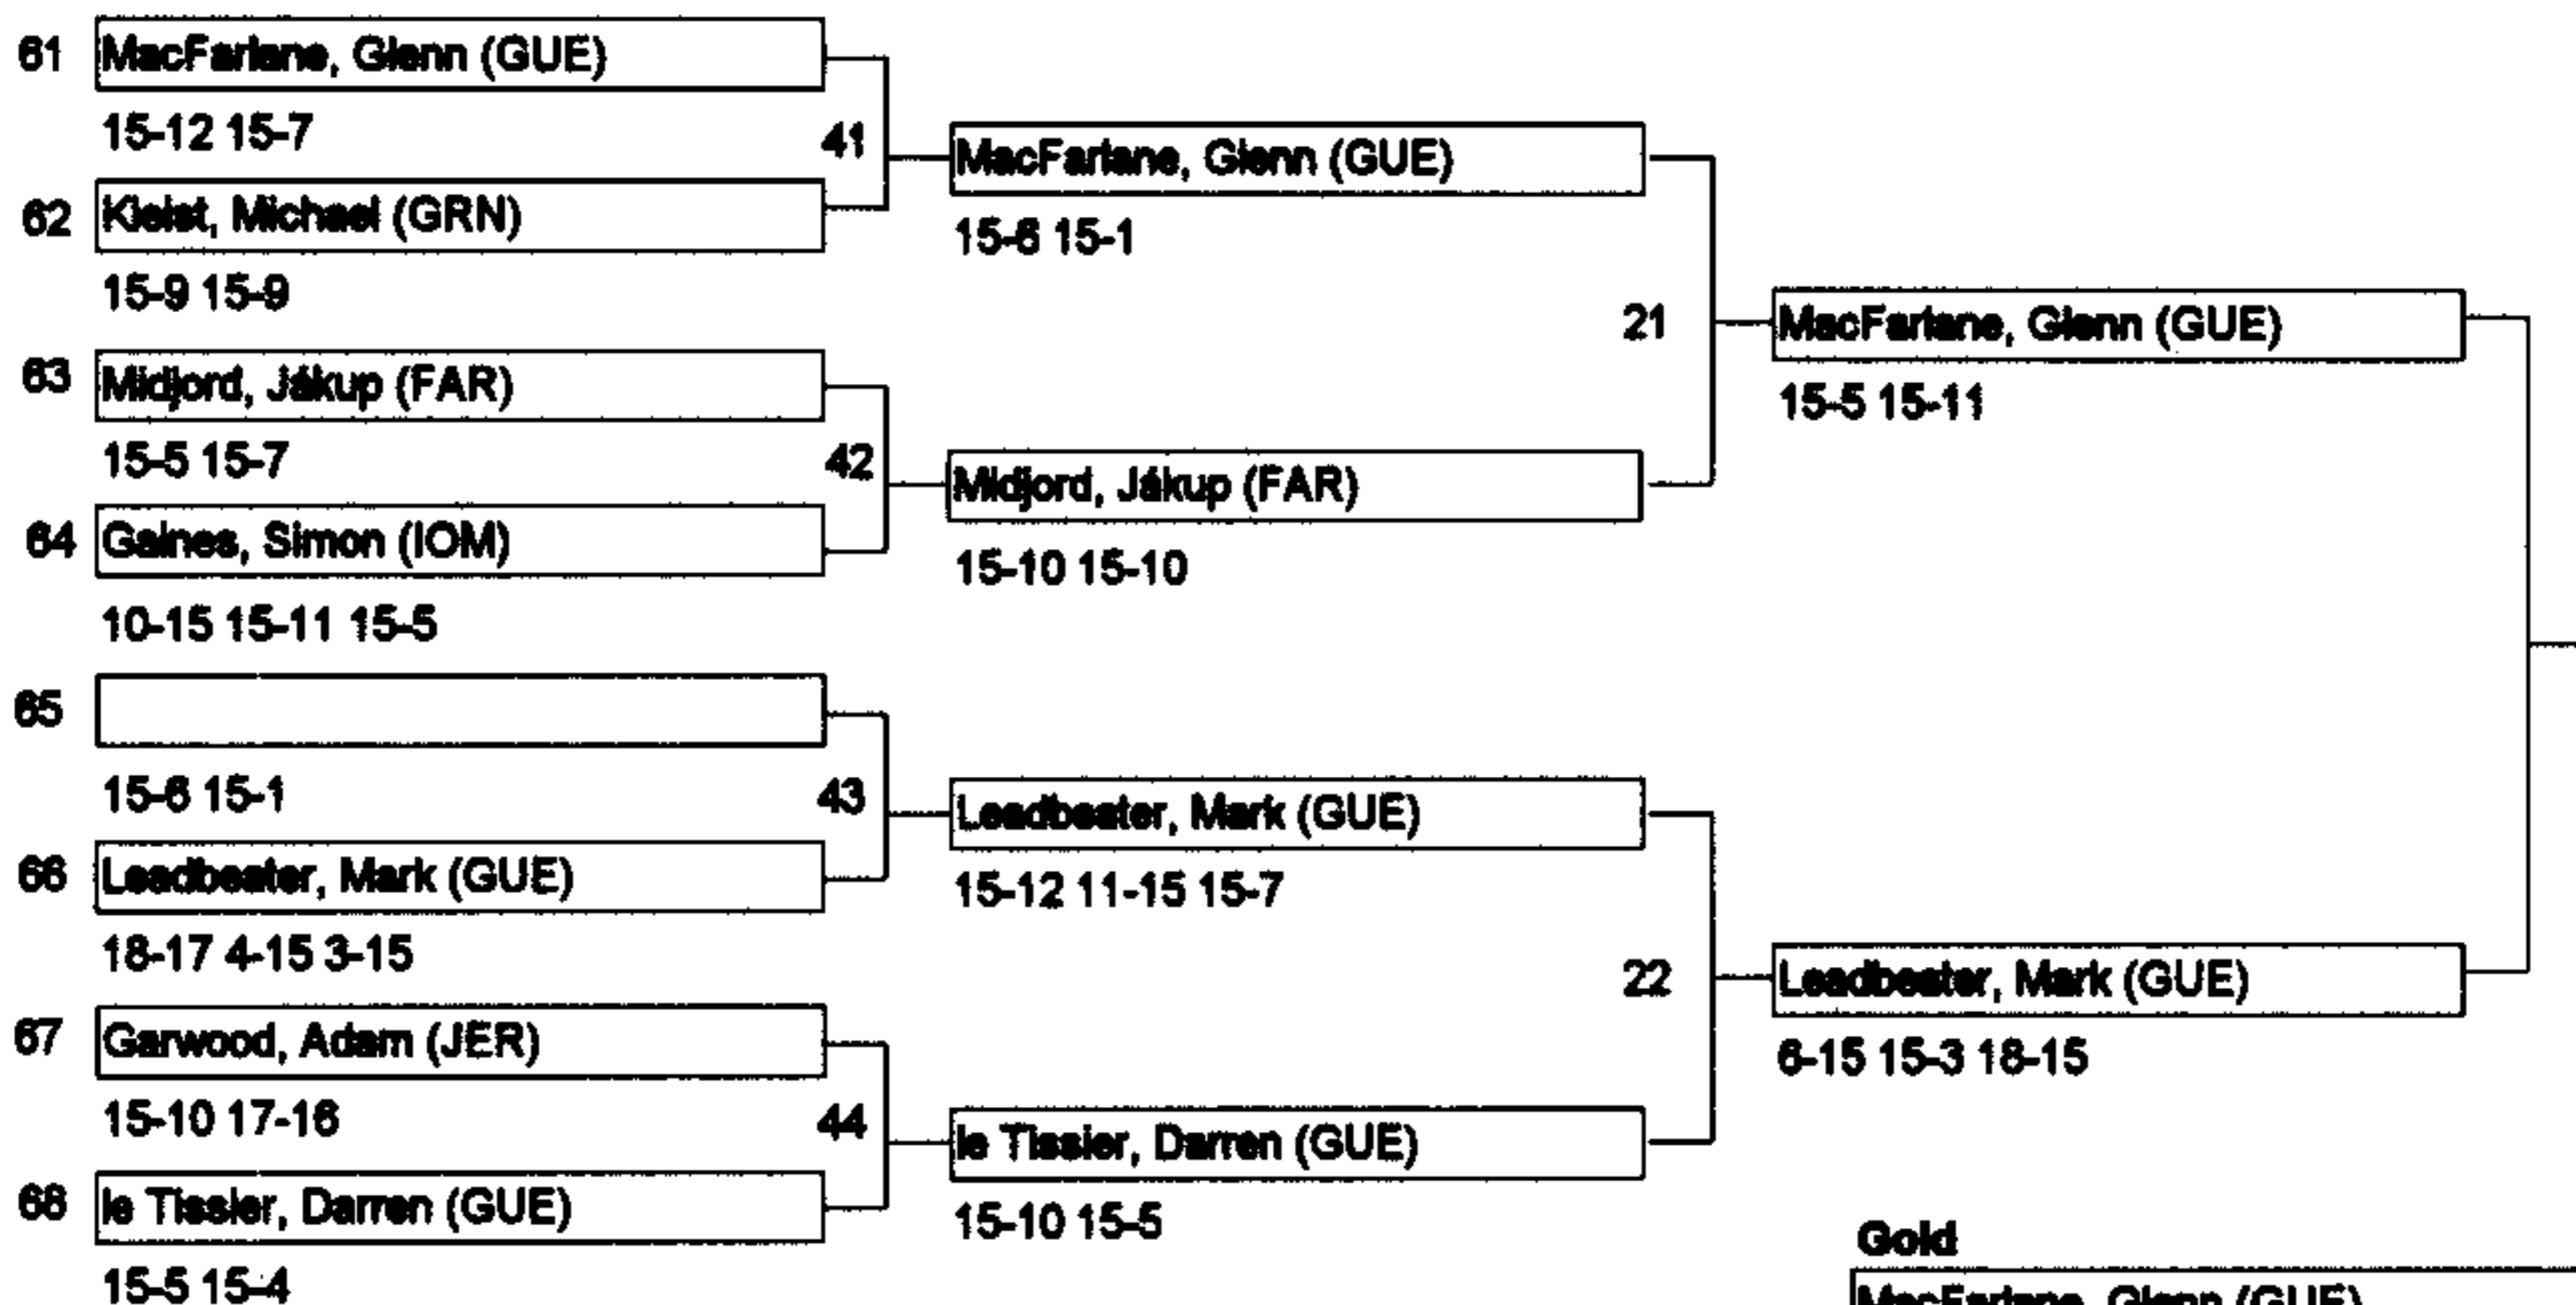 61 MacFarlane, Glenn (GUE)
15-12 15-7
62 Kleist, Michael (GRN)
15-9 15-9
63 Midjord, Jákup (FAR)
15-5 15-7
64 Gaines, Simon (IOM)
10-15 15-11 15-5
65
15-6 15-1
66 Leadbeater, Mark (GUE)
18-17 4-15 3-15
67 Garwood, Adam (JER)
15-10 17-16
68 le Tissier, Darren (GUE)
15-5 15-4
41 MacFarlane, Glenn (GUE)
15-6 15-1
42 Midjord, Jákup (FAR)
15-10 15-10
43 Leadbeater, Mark (GUE)
15-12 11-15 15-7
44 le Tissier, Darren (GUE)
15-10 15-5
21 MacFarlane, Glenn (GUE)
15-5 15-11
22 Leadbeater, Mark (GUE)
6-15 15-3 18-15
Gold
MacFarlane, Glenn (GUE)